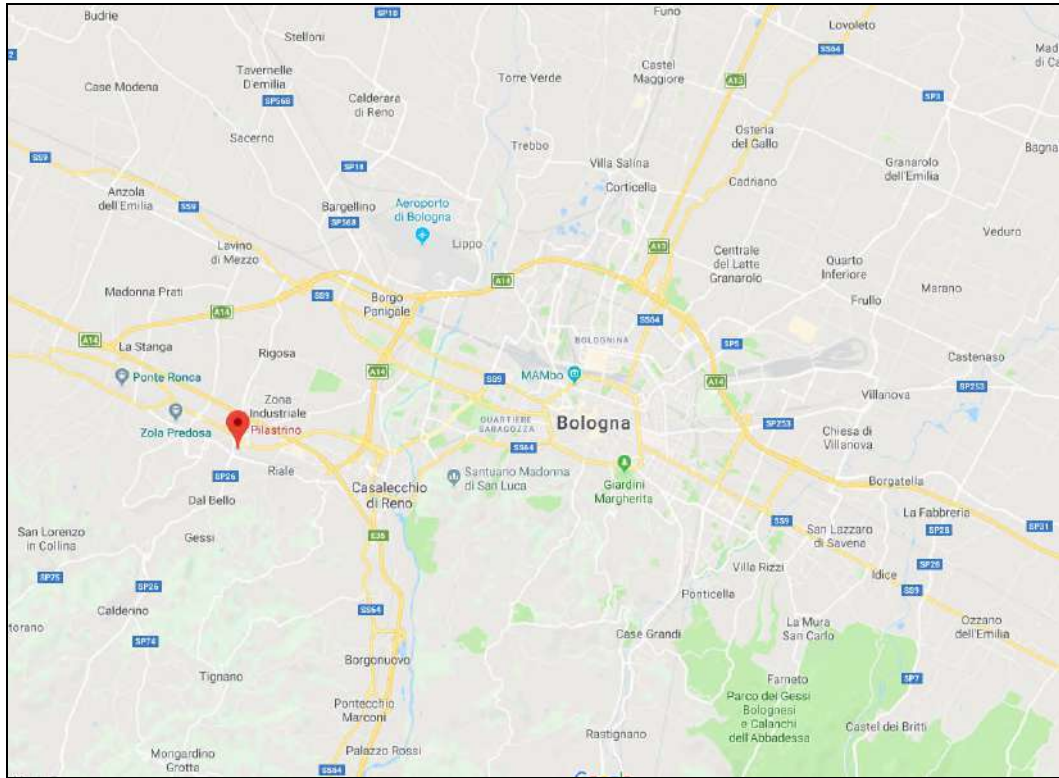 Budrie
SP18
Funo
Lovoleto
Stelloni
SS64
Case Modena
Tavernelle
D'Emilia
SP568
Calderara
di Reno
Torre Verde
Castel
Maggiore
A13
SP3
Sacerno
Trebbo
Osteria
del Gallo
SS9
SP18
Villa Salina
Corticella
Cadriano
Granarolo
dell'Emilia
Anzola
dell'Emilia
SS9
Bargellino
SP568
Aeroporto
di Bologna
Lippo
Veduro
Lavino
di Mezzo
A13
Centrale
del Latte
Granarolo
Quarto
Inferiore
Madonna Prati
A14
SS9
Borgo
Panigale
A14
Frullo
Marano
A14
SS64
BOLOGNINA
SP5
La Stanga
Rigosa
A14
Castenaso
Ponte Ronca
SS9
MAMbo
A14
SP253
Villanova
Zona
Industriale
Zola Predosa
Pilastrino
QUARTIERE
SARAGOZZA
Bologna
SP253
Chiesa di
Villanova
SS64
SP26
Riale
Casalecchio
di Reno
Santuario Madonna
di San Luca
Giardini
Margherita
Borgatella
Dal Bello
La Fabbreria
San Lorenzo
in Collina
Gessi
E35
SS9
San Lazzaro
di Savena
SP28
SP31
SP75
SP26
Villa Rizzi
Idice
SP28
SS9
Calderino
SS64
Ponticella
La Mura
San Carlo
Ozzano
dell'Emilia
SP74
Case Grandi
Borgonuovo
Tignano
Farneto
SP7
Pontecchio
Marconi
Parco dei Gessi
Bolognesi
e Calanchi
dell'Abbadessa
Castel dei Britti
Mongardino
Grotta
Palazzo Rossi
Rastignano
SS64